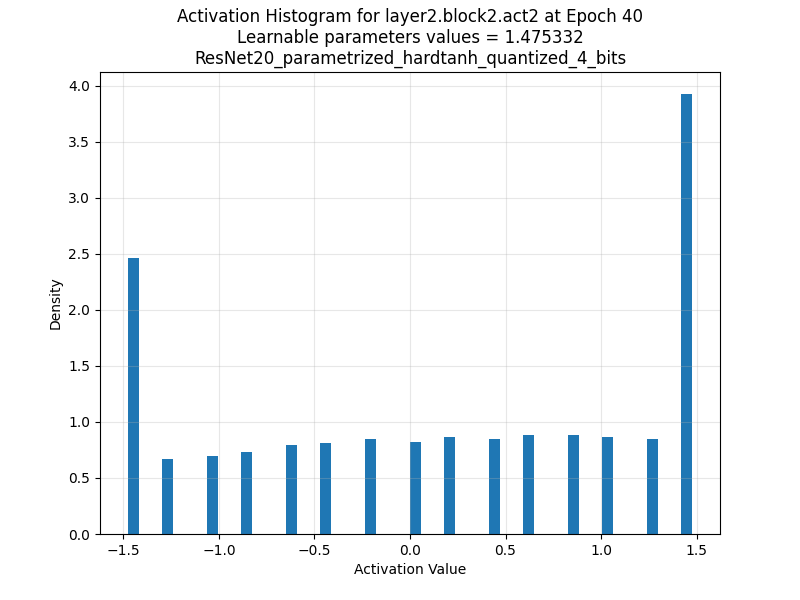 Activation Histogram for layer2.block2.act2 at Epoch 40
Learnable parameters values = 1.475332
ResNet20_parametrized_hardtanh_quantized_4_bits
4.0
3.5
3.0
2.5
2.0
1.5
1.0
0.5
0.0
Density
−1.5 −1.0 −0.5 0.0 0.5 1.0 1.5
Activation Value